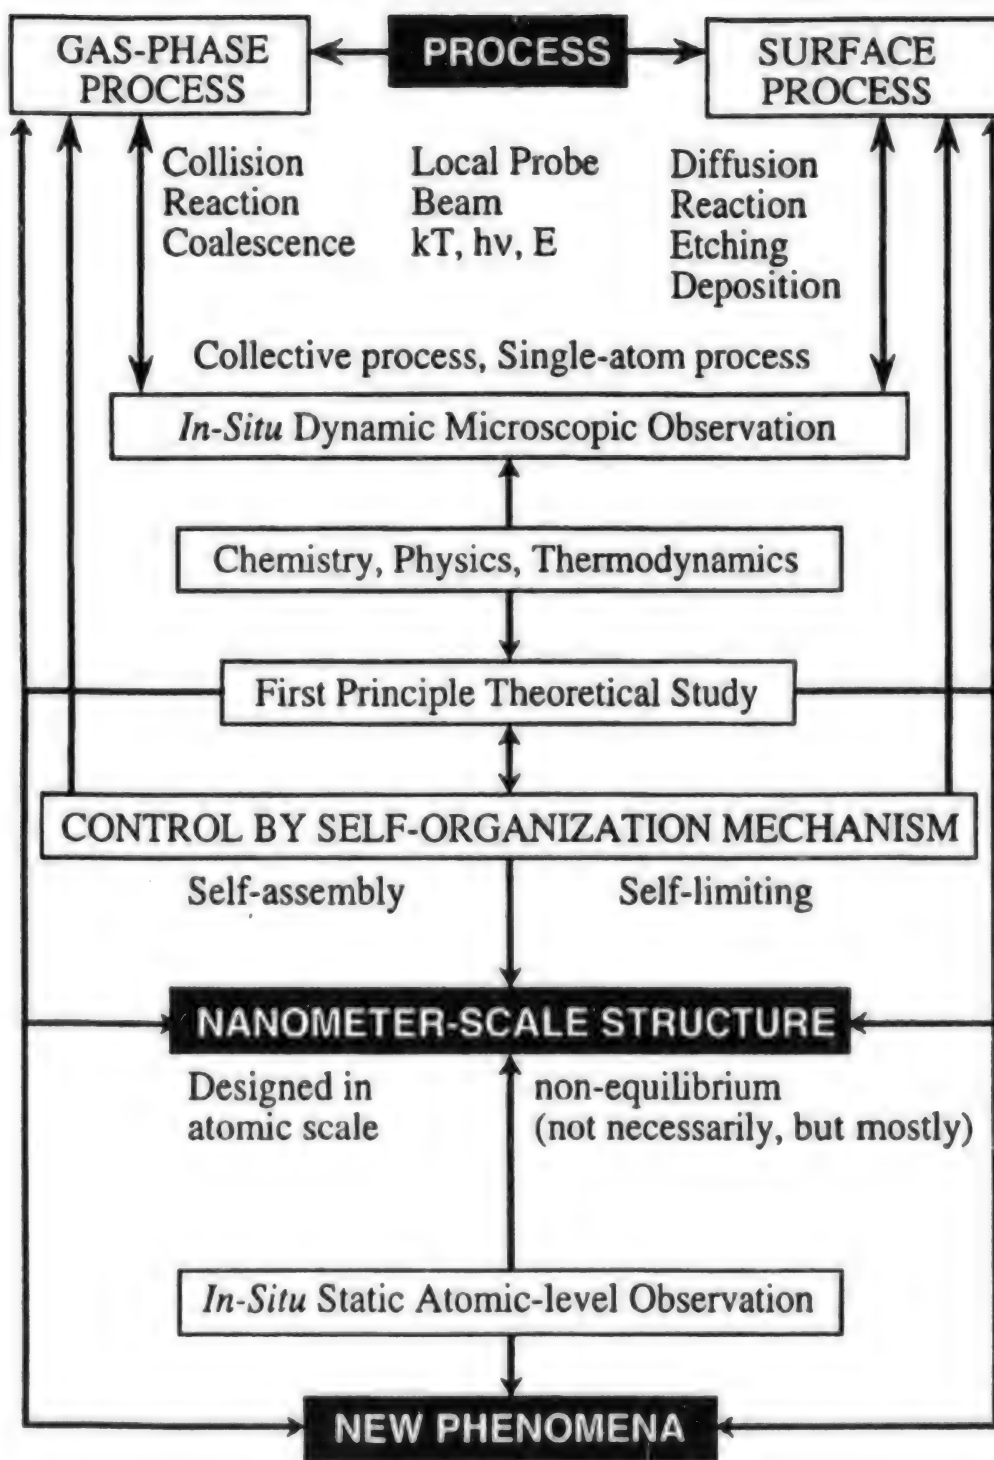 GAS-PHASE
PROCESS
PROCESS
SURFACE
PROCESS
Collision
Reaction
Coalescence
Local Probe
Beam
kT, hν, E
Diffusion
Reaction
Etching
Deposition
Collective process, Single-atom process
In-Situ Dynamic Microscopic Observation
Chemistry, Physics, Thermodynamics
First Principle Theoretical Study
CONTROL BY SELF-ORGANIZATION MECHANISM
Self-assembly
Self-limiting
NANOMETER-SCALE STRUCTURE
Designed in
atomic scale
non-equilibrium
(not necessarily, but mostly)
In-Situ Static Atomic-level Observation
NEW PHENOMENA